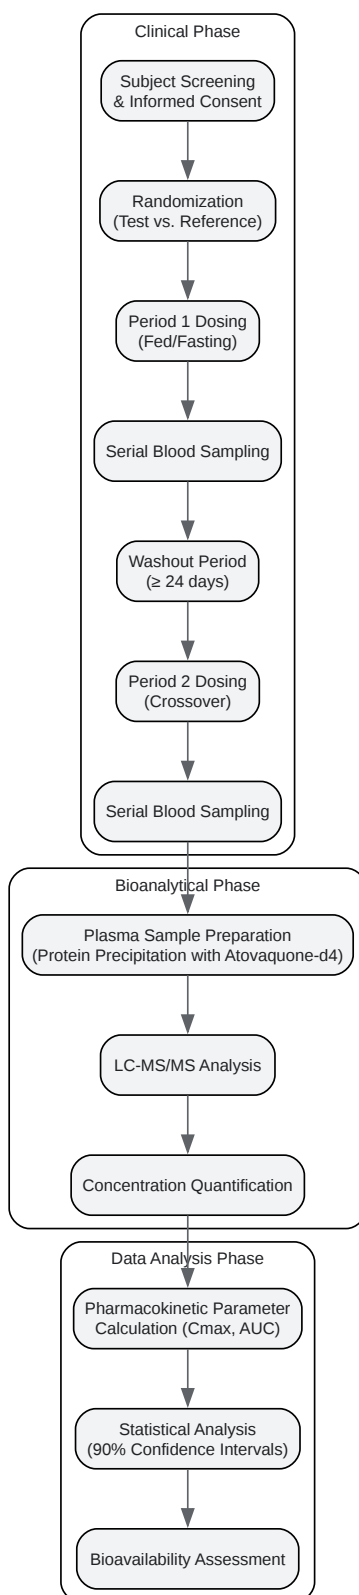 Clinical Phase
Subject Screening
& Informed Consent
Randomization
(Test vs. Reference)
Period 1 Dosing
(Fed/Fasting)
Serial Blood Sampling
Washout Period
(≥ 24 days)
Period 2 Dosing
(Crossover)
Serial Blood Sampling
Bioanalytical Phase
Plasma Sample Preparation
(Protein Precipitation with Atovaquone-d4)
LC-MS/MS Analysis
Concentration Quantification
Data Analysis Phase
Pharmacokinetic Parameter
Calculation (Cmax, AUC)
Statistical Analysis
(90% Confidence Intervals)
Bioavailability Assessment